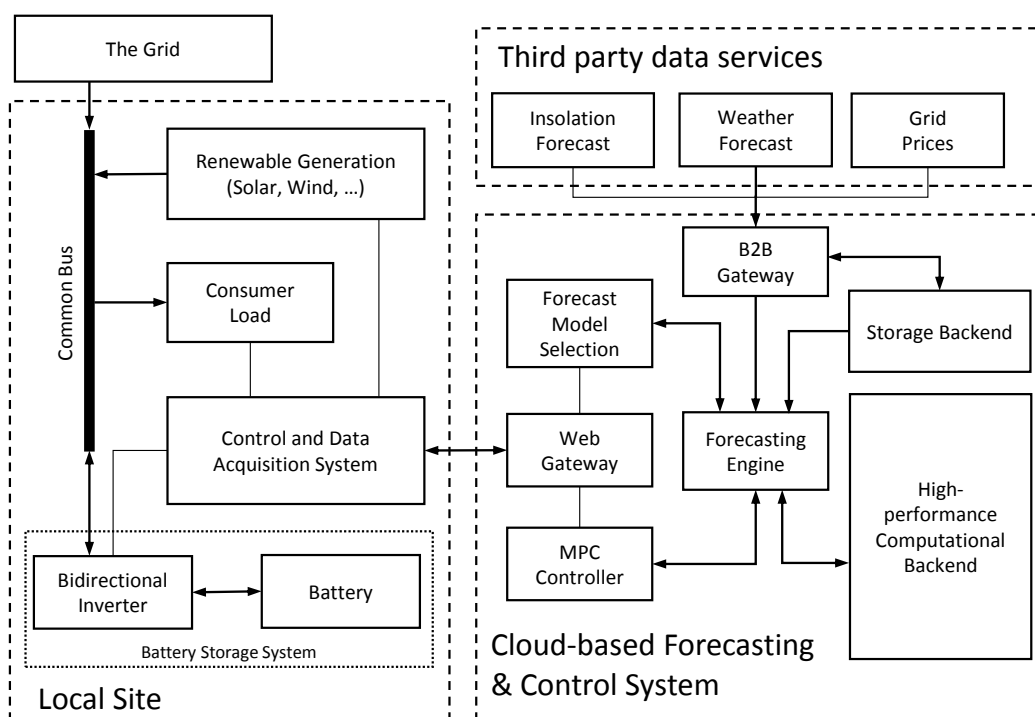 The Grid
Renewable Generation
(Solar, Wind, ...)
Common Bus
Consumer
Load
Control and Data
Acquisition System
Bidirectional
Inverter
Battery
Battery Storage System
Local Site
Third party data services
Insolation
Forecast
Weather
Forecast
Grid
Prices
B2B
Gateway
Forecast
Model
Selection
Storage Backend
Web
Gateway
Forecasting
Engine
High-
performance
Computational
Backend
MPC
Controller
Cloud-based Forecasting
& Control System